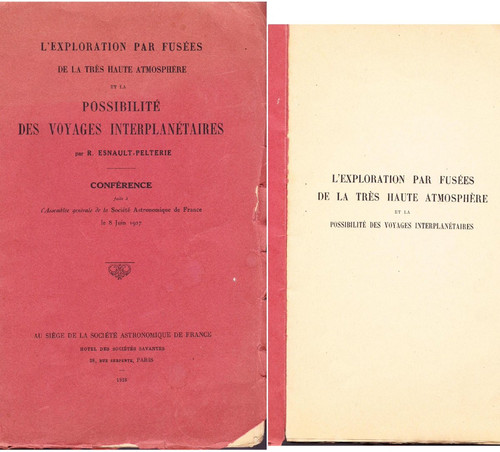 L'EXPLORATION PAR FUSÉES
DE LA TRÈS HAUTE ATMOSPHÈRE
ET LA
POSSIBILITÉ
DES VOYAGES INTERPLANÉTAIRES
par R. ESNAULT-PELTERIE
CONFÉRENCE
faite à
l'Assemblée générale de la Société Astronomique de France
le 8 Juin 1927
AU SIÈGE DE LA SOCIÉTÉ ASTRONOMIQUE DE FRANCE
HOTEL DES SOCIÉTÉS SAVANTES
28, RUE SERPENTE, PARIS
1928
L'EXPLORATION PAR FUSÉES
DE LA TRÈS HAUTE ATMOSPHÈRE
ET LA
POSSIBILITÉ DES VOYAGES INTERPLANÉTAIRES